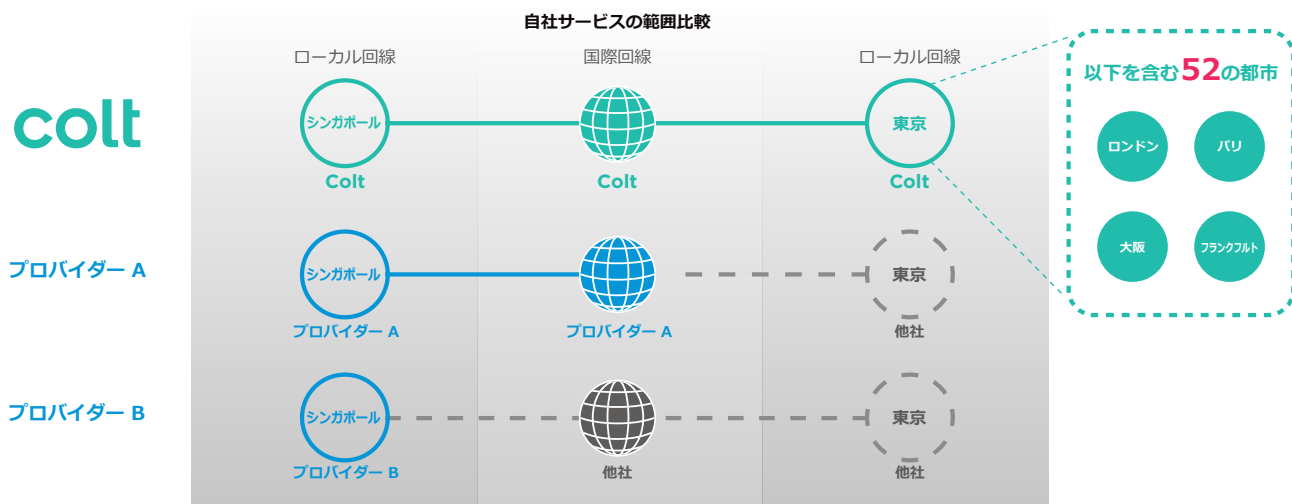 自社サービスの範囲比較
ローカル回線
国際回線
ローカル回線
以下を含む52の都市
colt
シンガポール
東京
ロンドン
パリ
Colt
Colt
Colt
大阪
フランクフルト
プロバイダー A
シンガポール
東京
プロバイダー A
プロバイダー A
他社
プロバイダー B
シンガポール
東京
プロバイダー B
他社
他社